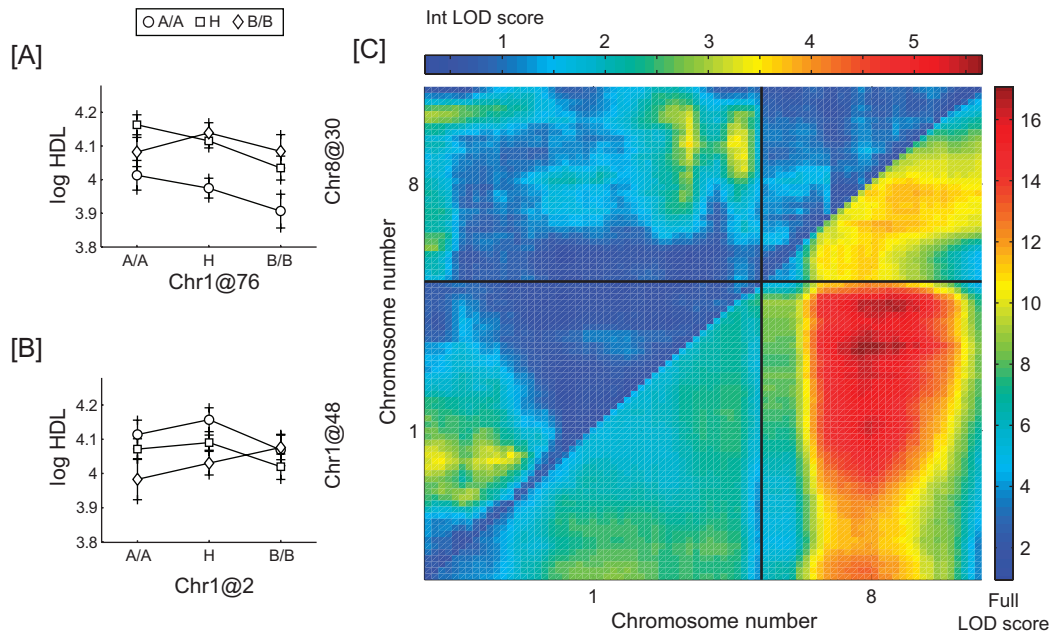 A/A H B/B
[A]
log HDL
4.2
4.1
4
3.9
3.8
A/A H B/B
Chr1@76
Chr8@30
[B]
log HDL
4.2
4.1
4
3.9
3.8
A/A H B/B
Chr1@2
Chr1@48
[C]
Int LOD score
1 2 3 4 5
Chromosome number
8
1
1 8
Chromosome number
16
14
12
10
8
6
4
2
Full
LOD score